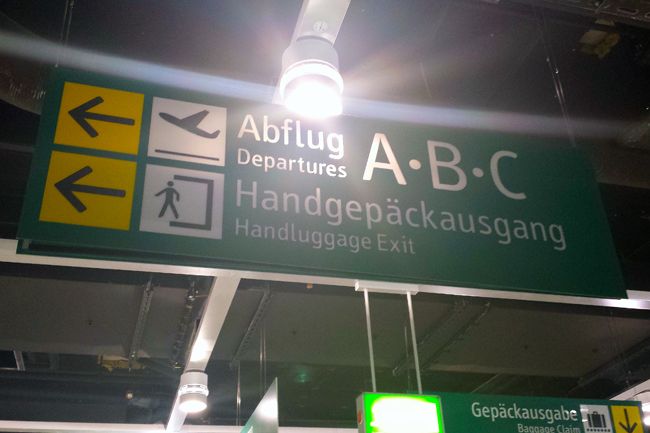 Abflug
Departures
A·B·C
Handgepäckausgang
Handluggage Exit
Gepäckausgabe
Baggage Claim